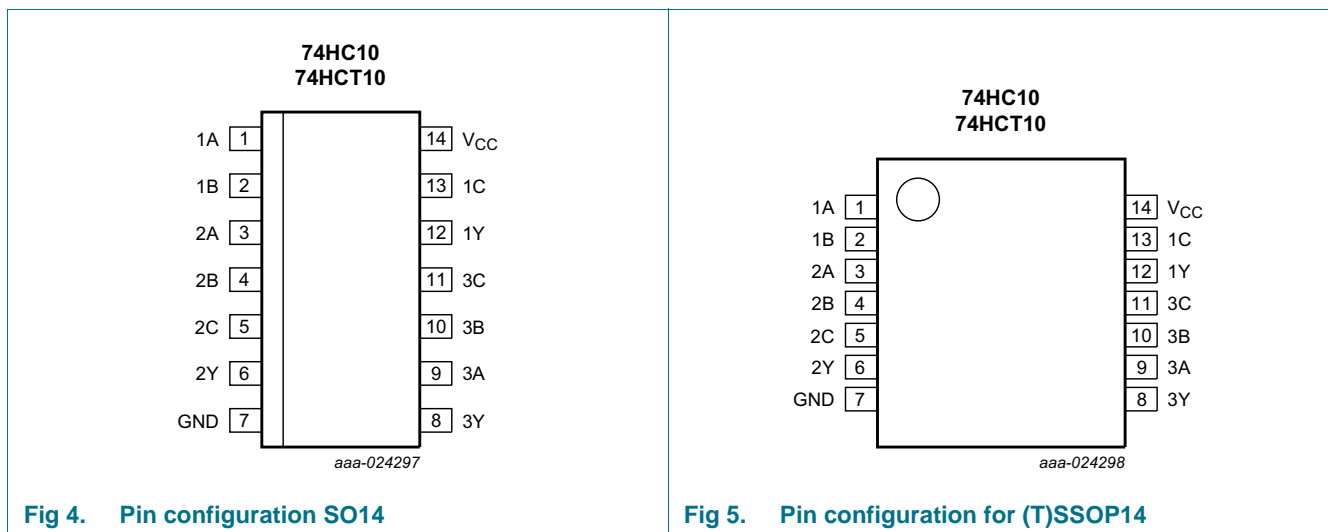 74HC10
74HCT10
1A 1 14 VCC
1B 2 13 1C
2A 3 12 1Y
2B 4 11 3C
2C 5 10 3B
2Y 6 9 3A
GND 7 8 3Y
aaa-024297
Fig 4. Pin configuration SO14
74HC10
74HCT10
1A 1 14 VCC
1B 2 13 1C
2A 3 12 1Y
2B 4 11 3C
2C 5 10 3B
2Y 6 9 3A
GND 7 8 3Y
aaa-024298
Fig 5. Pin configuration for (T)SSOP14